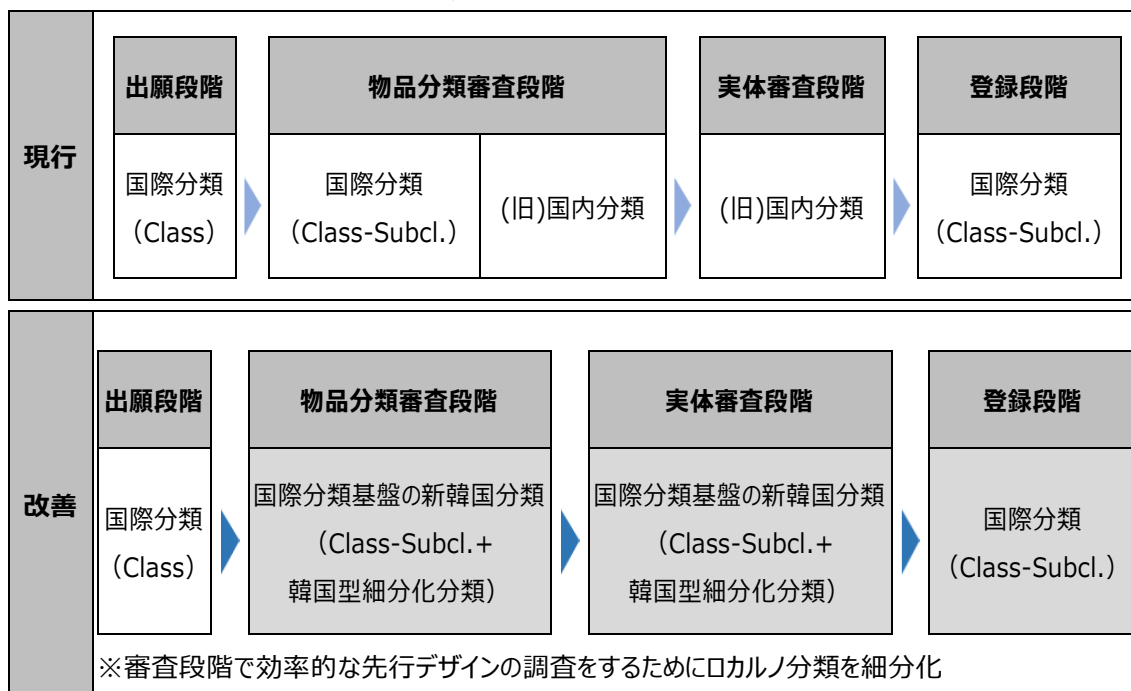 現行
出願段階
国際分類
（Class）
物品分類審査段階
国際分類
（Class-Subcl.）
(旧)国内分類
実体審査段階
(旧)国内分類
登録段階
国際分類
（Class-Subcl.）
改善
出願段階
国際分類
（Class）
物品分類審査段階
国際分類基盤の新韓国分類
（Class-Subcl.+
韓国型細分化分類）
実体審査段階
国際分類基盤の新韓国分類
（Class-Subcl.+
韓国型細分化分類）
登録段階
国際分類
（Class-Subcl.）
※審査段階で効率的な先行デザインの調査をするためにロカルノ分類を細分化